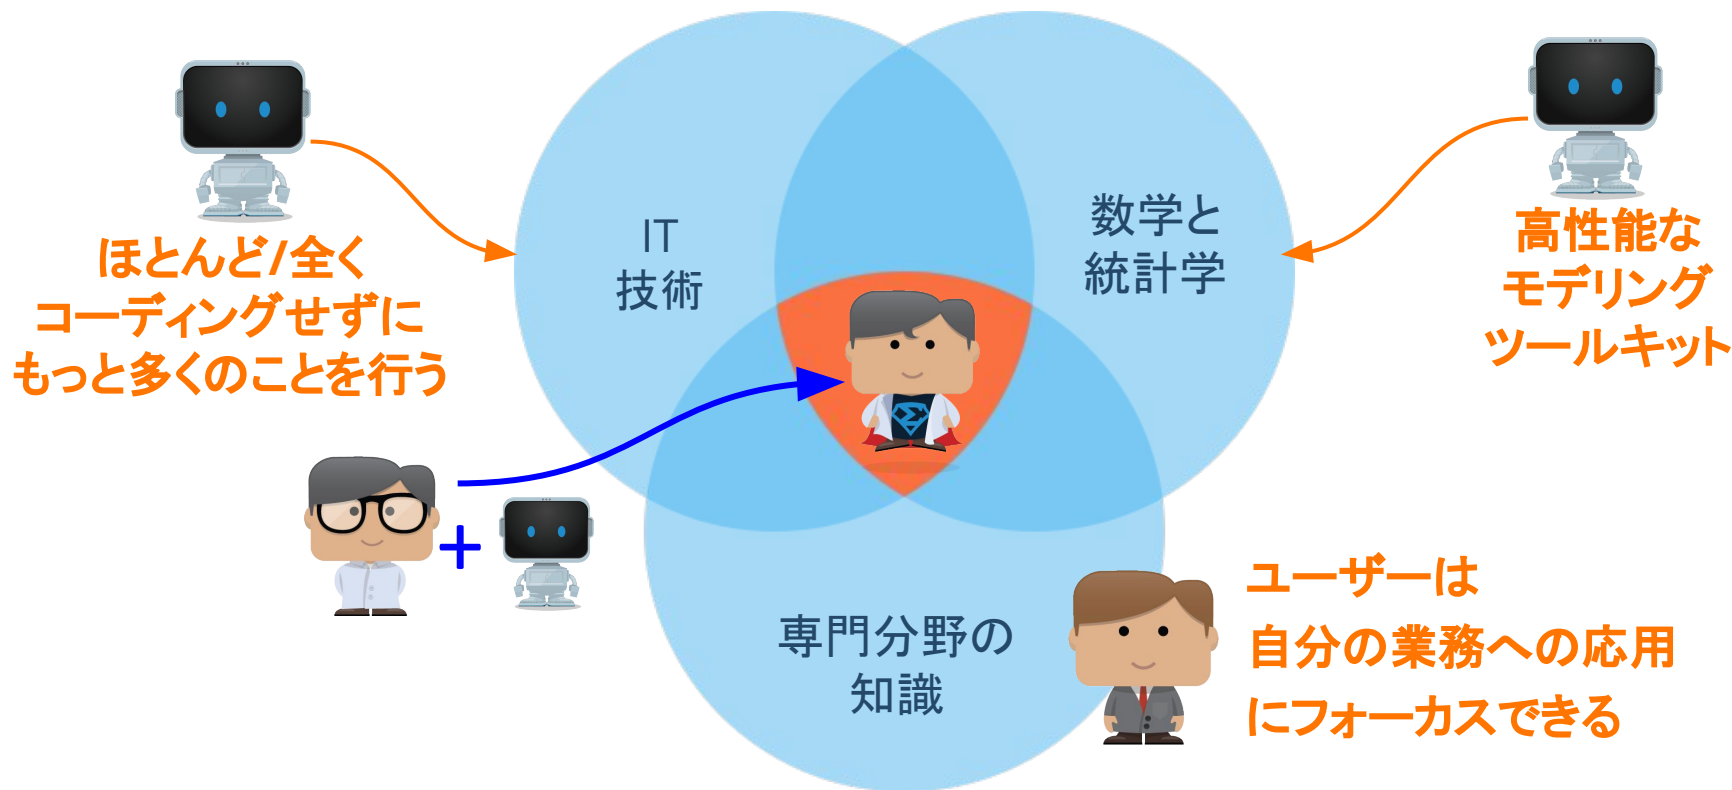 ほとんど/全く
コーディングせずに
もっと多くのことを行う
IT
技術
数学と
統計学
高性能な
モデリング
ツールキット
+
専門分野の
知識
ユーザーは
自分の業務への応用
にフォーカスできる